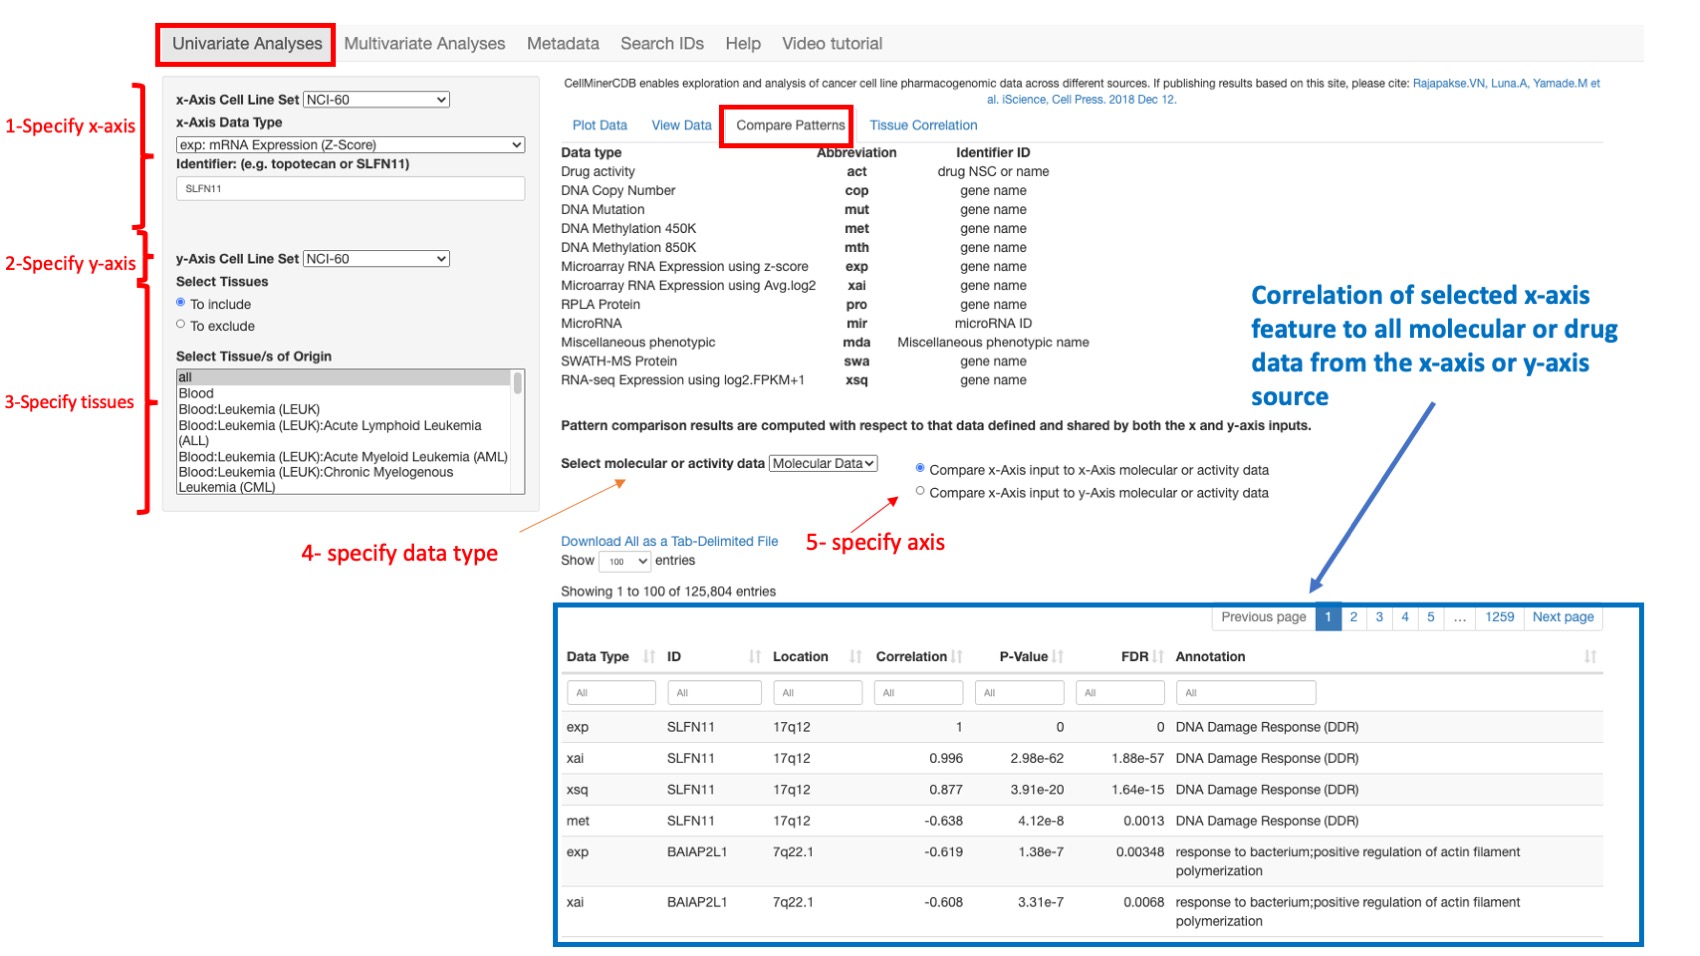 Univariate Analyses Multivariate Analyses Metadata Search IDs Help Video tutorial
1-Specify x-axis
2-Specify y-axis
3-Specify tissues
x-Axis Cell Line Set NCI-60
x-Axis Data Type
exp: mRNA Expression (Z-Score)
Identifier: (e.g. topotecan or SLFN11)
SLFN11
y-Axis Cell Line Set NCI-60
Select Tissues
To include
To exclude
Select Tissue/s of Origin
all
Blood
Blood:Leukemia (LEUK)
Blood:Leukemia (LEUK):Acute Lymphoid Leukemia
(ALL)
Blood:Leukemia (LEUK):Acute Myeloid Leukemia (AML)
Blood:Leukemia (LEUK):Chronic Myelogenous
Leukemia (CML)
CellMinerCDB enables exploration and analysis of cancer cell line pharmacogenomic data across different sources. If publishing results based on this site, please cite: Rajapakse.VN, Luna.A, Yamade.M et
al. iScience, Cell Press. 2018 Dec 12.
Plot Data View Data Compare Patterns Tissue Correlation
Data type Abbreviation Identifier ID
Drug activity act drug NSC or name
DNA Copy Number cop gene name
DNA Mutation mut gene name
DNA Methylation 450K met gene name
DNA Methylation 850K mth gene name
Microarray RNA Expression using z-score exp gene name
Microarray RNA Expression using Avg.log2 xai gene name
RPLA Protein pro gene name
MicroRNA mir microRNA ID
Miscellaneous phenotypic mda Miscellaneous phenotypic name
SWATH-MS Protein swa gene name
RNA-seq Expression using log2.FPKM+1 xsq gene name
Correlation of selected x-axis
feature to all molecular or drug
data from the x-axis or y-axis
source
Pattern comparison results are computed with respect to that data defined and shared by both the x and y-axis inputs.
Select molecular or activity data Molecular Data
Compare x-Axis input to x-Axis molecular or activity data
Compare x-Axis input to y-Axis molecular or activity data
4- specify data type
5- specify axis
Download All as a Tab-Delimited File
Show 100 entries
Showing 1 to 100 of 125,804 entries
Previous page 1 2 3 4 5 ... 1259 Next page
Data Type ID Location Correlation P-Value FDR Annotation
All All All All All All All
exp SLFN11 17q12 1 0 0 DNA Damage Response (DDR)
xai SLFN11 17q12 0.996 2.98e-62 1.88e-57 DNA Damage Response (DDR)
xsq SLFN11 17q12 0.877 3.91e-20 1.64e-15 DNA Damage Response (DDR)
met SLFN11 17q12 -0.638 4.12e-8 0.0013 DNA Damage Response (DDR)
exp BAIAP2L1 7q22.1 -0.619 1.38e-7 0.00348 response to bacterium;positive regulation of actin filament
polymerization
xai BAIAP2L1 7q22.1 -0.608 3.31e-7 0.0068 response to bacterium;positive regulation of actin filament
polymerization